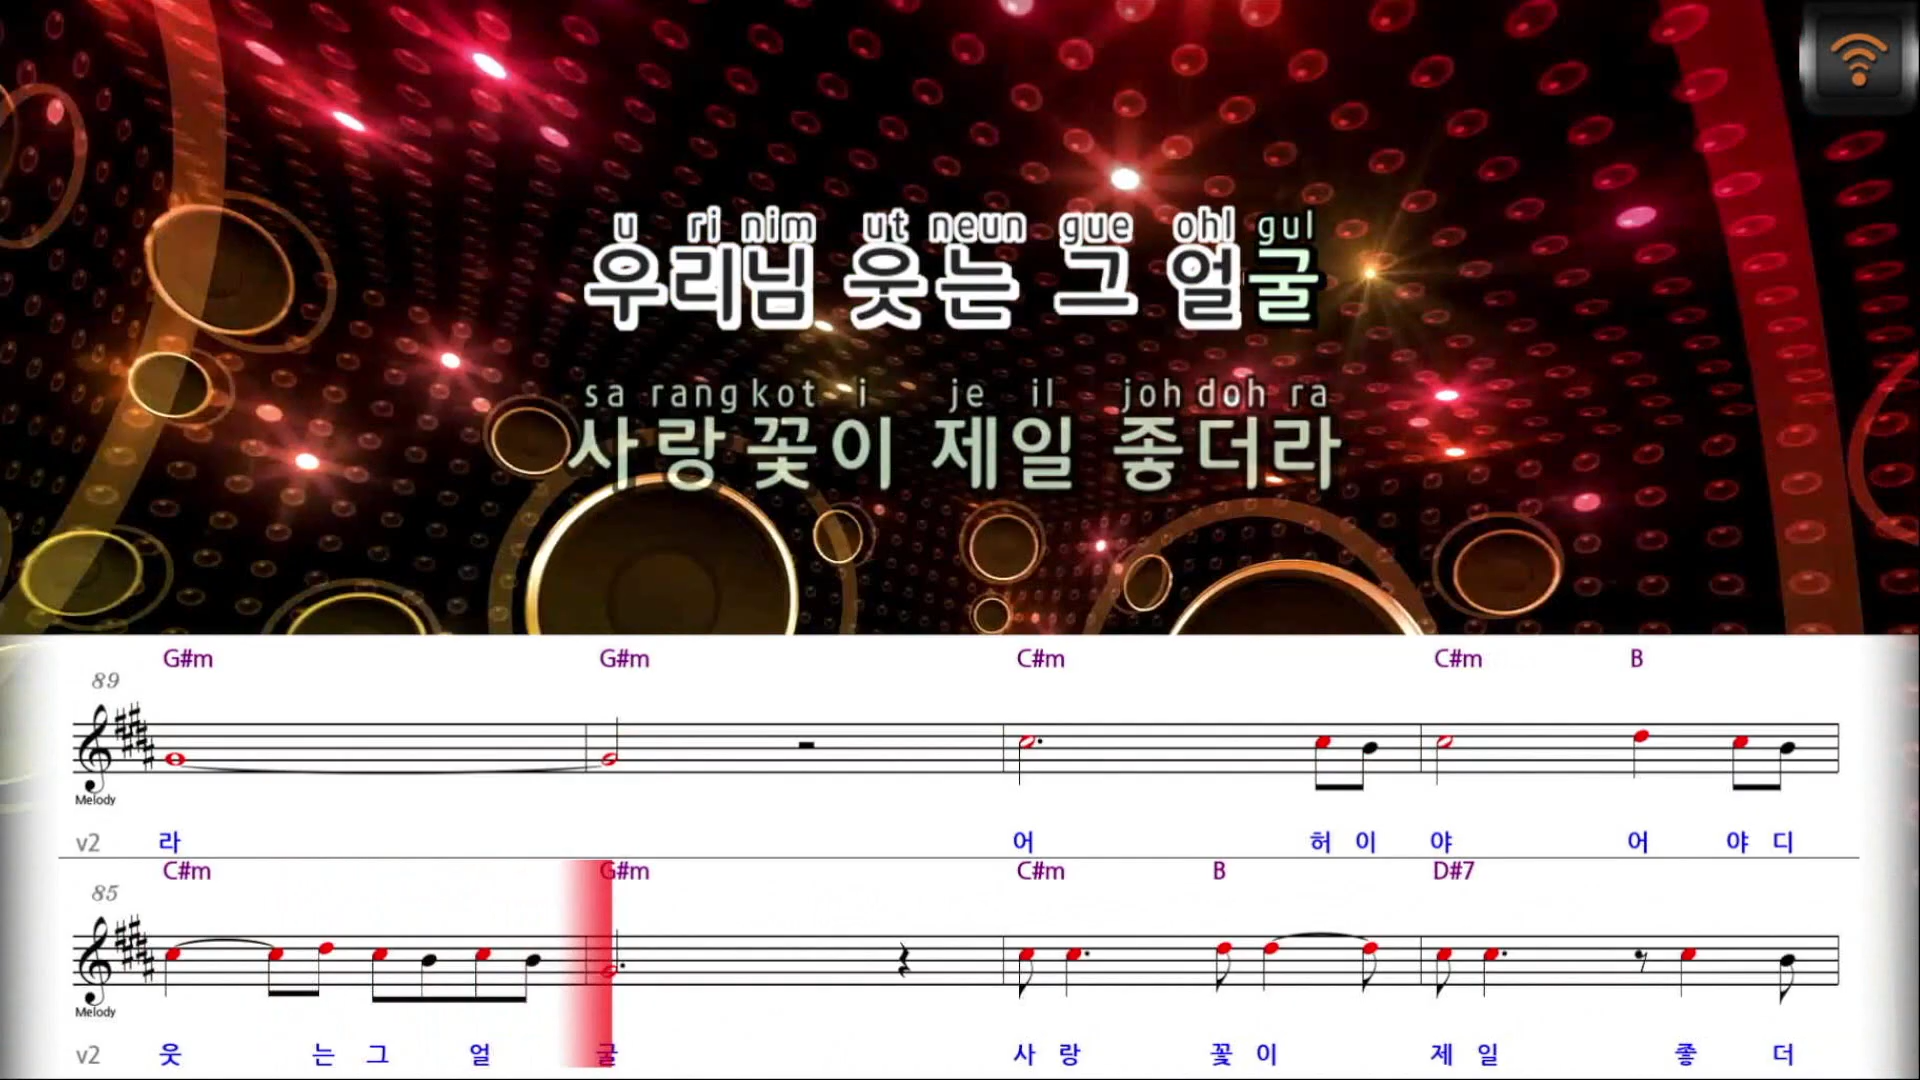 u ri nim ut neun gue ohl gul
우리님 웃는 그 얼굴
sa rang kot i je il joh doh ra
사랑꽃이 제일 좋더라
G#m G#m C#m C#m B
89
Melody
v2 라 어 허 이 야 어 야 디
C#m G#m C#m B D#7
85
Melody
v2 웃 는 그 얼 굴 사 랑 꽃 이 제 일 좋 더